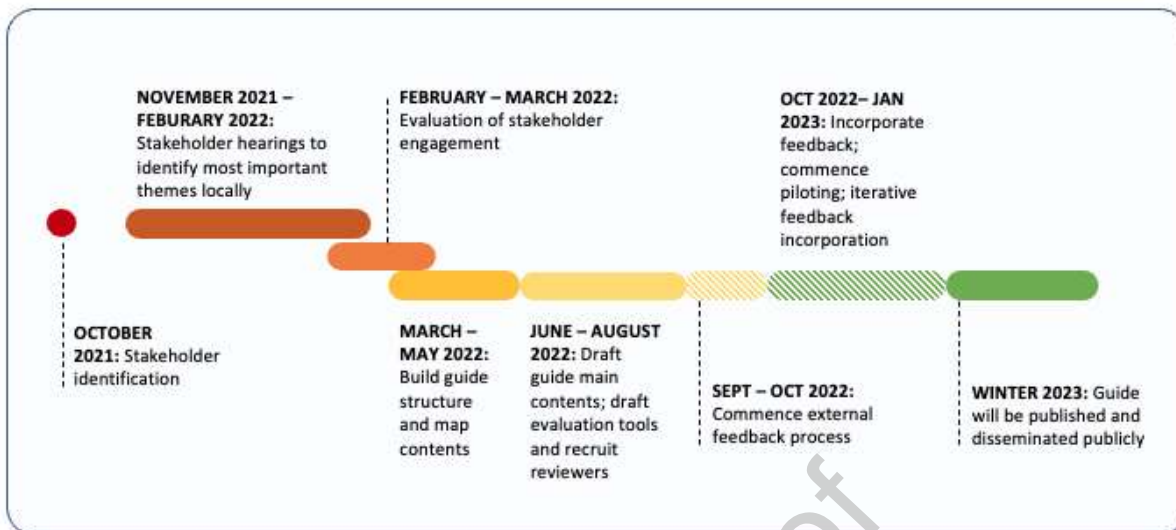 NOVEMBER 2021 –
FEBURARY 2022:
Stakeholder hearings to
identify most important
themes locally
FEBRUARY – MARCH 2022:
Evaluation of stakeholder
engagement
OCT 2022– JAN
2023: Incorporate
feedback;
commence
piloting; iterative
feedback
incorporation
OCTOBER
2021: Stakeholder
identification
MARCH –
MAY 2022:
Build guide
structure
and map
contents
JUNE – AUGUST
2022: Draft
guide main
contents; draft
evaluation tools
and recruit
reviewers
SEPT – OCT 2022:
Commence external
feedback process
WINTER 2023: Guide
will be published and
disseminated publicly
of